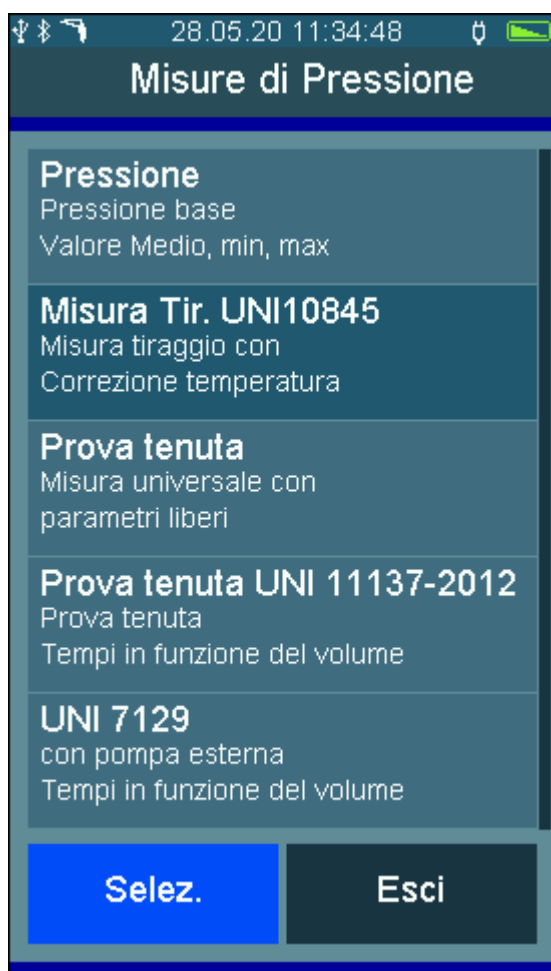 28.05.20 11:34:48
Misure di Pressione
Pressione
Pressione base
Valore Medio, min, max
Misura Tir. UNI10845
Misura tiraggio con
Correzione temperatura
Prova tenuta
Misura universale con
parametri liberi
Prova tenuta UNI 11137-2012
Prova tenuta
Tempi in funzione del volume
UNI 7129
con pompa esterna
Tempi in funzione del volume
Selez.
Esci